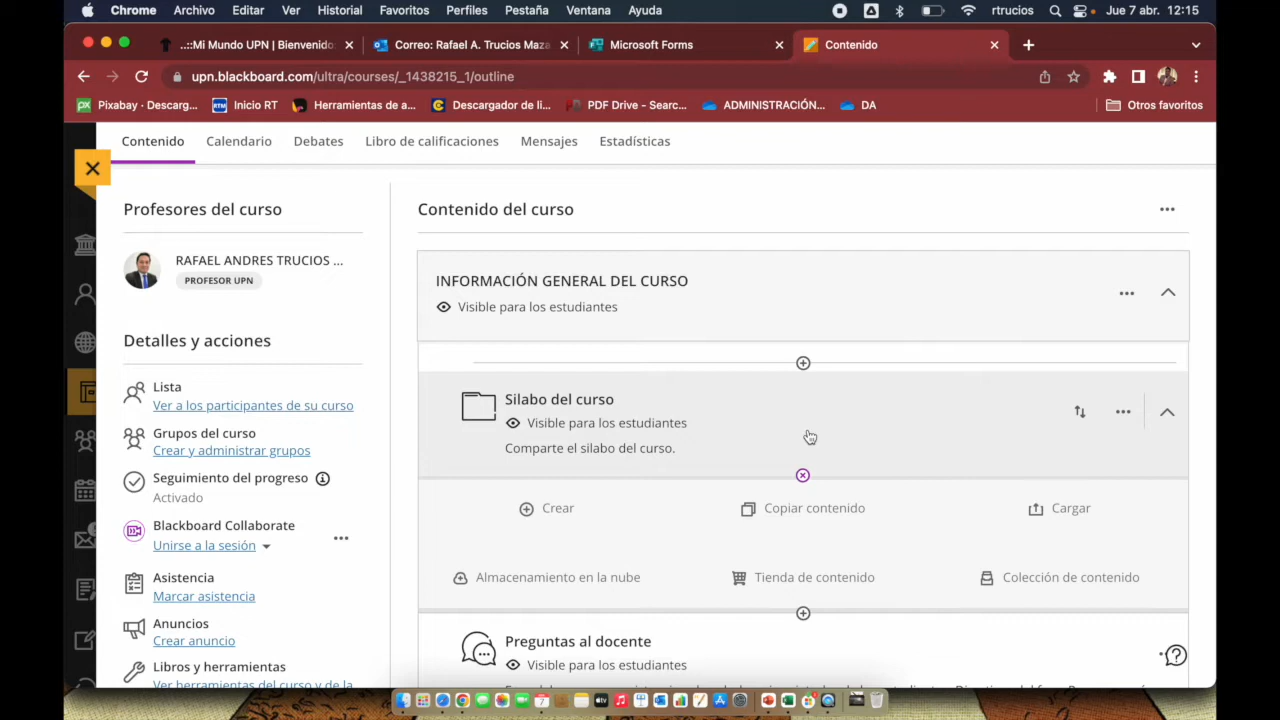 Chrome Archivo Editar Ver Historial Favoritos Perfiles Pestaña Ventana Ayuda rtrucios Jue 7 abr. 12:15
..::Mi Mundo UPN | Bienvenido Correo: Rafael A. Trucios Maza Microsoft Forms Contenido
upn.blackboard.com/ultra/courses/_1438215_1/outline
Pixabay · Descarg... Inicio RT Herramientas de a... Descargador de li... PDF Drive - Searc... ADMINISTRACIÓN... DA Otros favoritos
Contenido Calendario Debates Libro de calificaciones Mensajes Estadísticas
Profesores del curso
RAFAEL ANDRES TRUCIOS ...
PROFESOR UPN
Detalles y acciones
Lista
Ver a los participantes de su curso
Grupos del curso
Crear y administrar grupos
Seguimiento del progreso
Activado
Blackboard Collaborate
Unirse a la sesión
Asistencia
Marcar asistencia
Anuncios
Crear anuncio
Libros y herramientas
Ver herramientas del curso y de la
Contenido del curso
INFORMACIÓN GENERAL DEL CURSO
Visible para los estudiantes
Silabo del curso
Visible para los estudiantes
Comparte el silabo del curso.
Crear Copiar contenido Cargar
Almacenamiento en la nube Tienda de contenido Colección de contenido
Preguntas al docente
Visible para los estudiantes